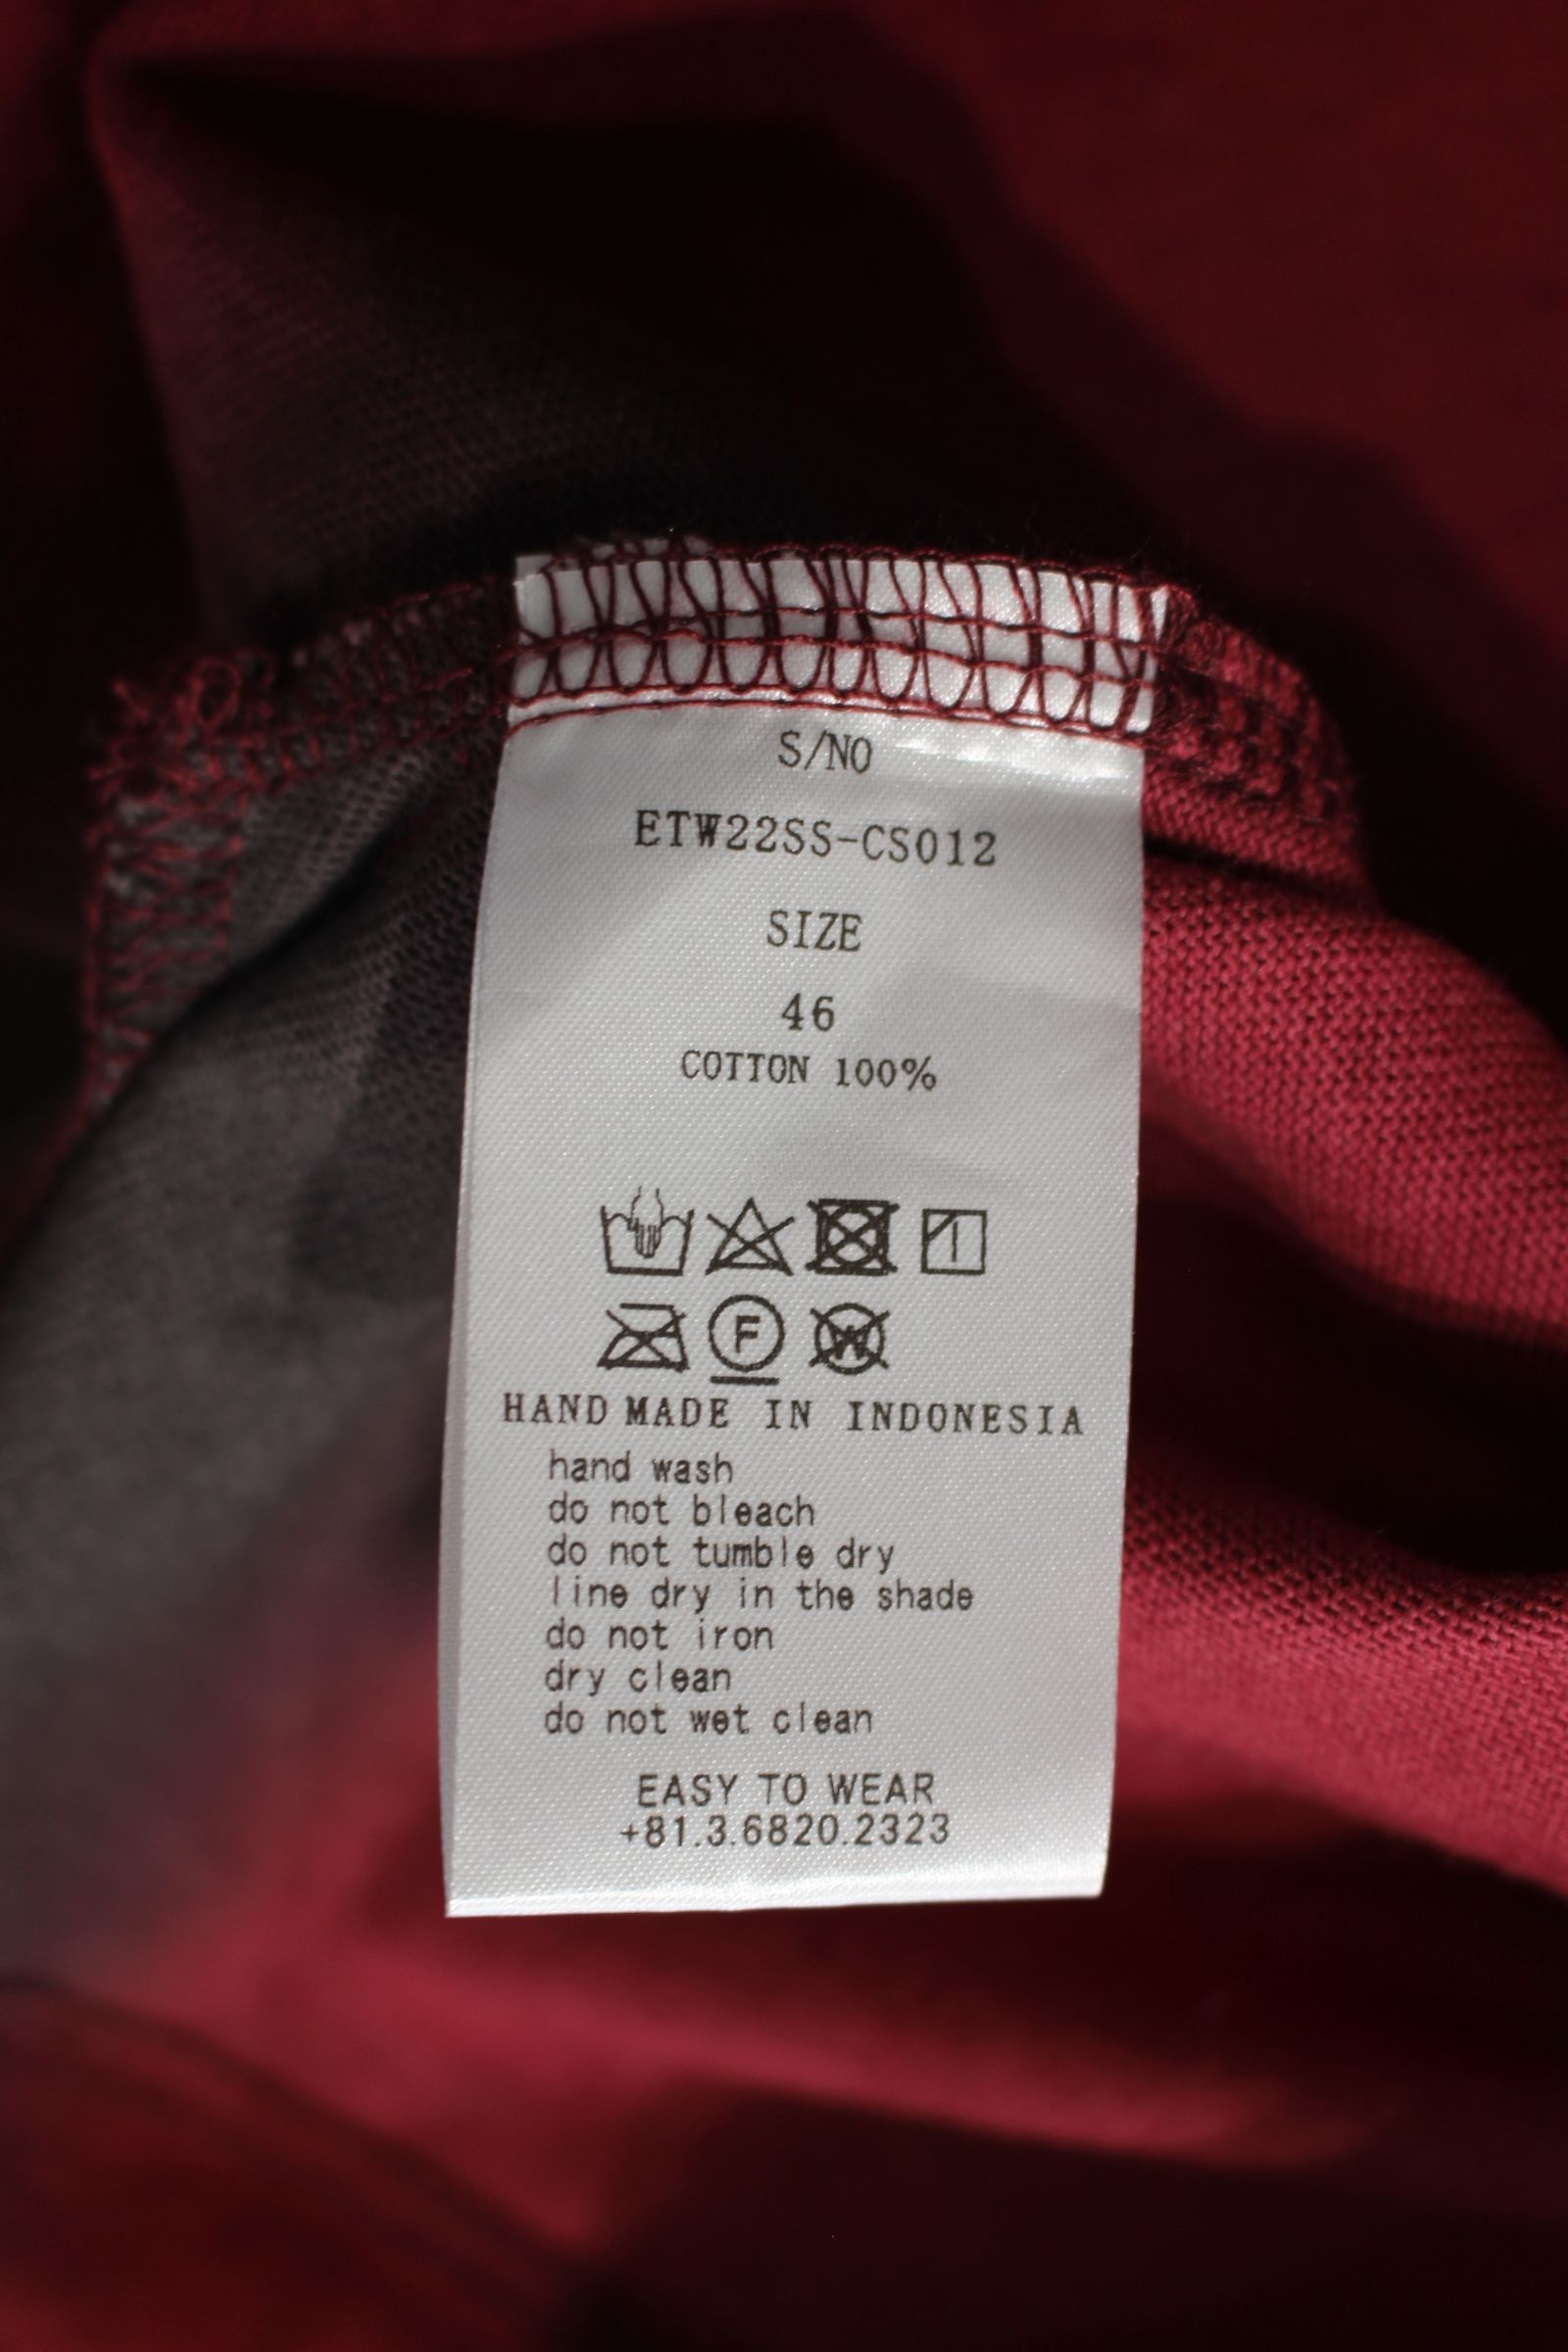 S/NO
ETW22SS-CS012
SIZE
46
COTTON 100%
F W
HAND MADE IN INDONESIA
hand wash
do not bleach
do not tumble dry
line dry in the shade
do not iron
dry clean
do not wet clean
EASY TO WEAR
+81.3.6820.2323